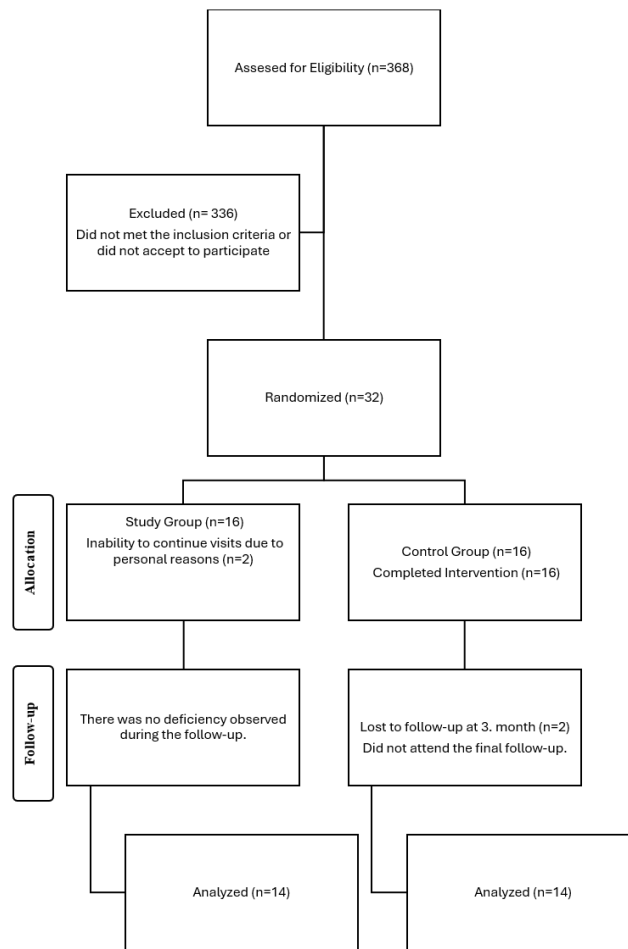 Assesed for Eligibility (n=368)
Excluded (n= 336)
Did not met the inclusion criteria or
did not accept to participate
Randomized (n=32)
Allocation
Study Group (n=16)
Inability to continue visits due to
personal reasons (n=2)
Control Group (n=16)
Completed Intervention (n=16)
Follow-up
There was no deficiency observed
during the follow-up.
Lost to follow-up at 3. month (n=2)
Did not attend the final follow-up.
Analyzed (n=14)
Analyzed (n=14)